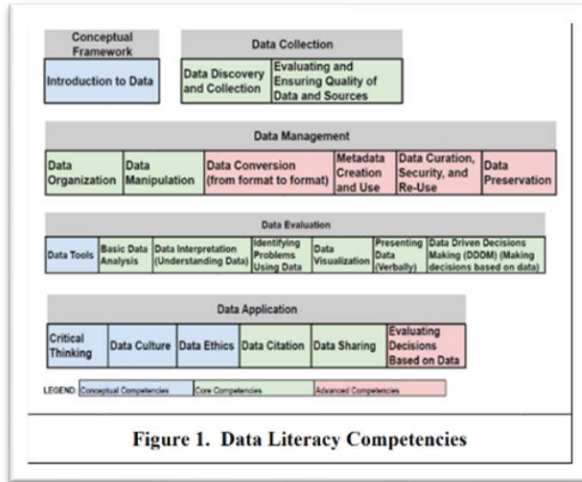 Conceptual
Framework
Introduction to Data
Data Collection
Data Discovery
and Collection
Evaluating and
Ensuring Quality of
Data and Sources
Data Management
Data
Organization
Data
Manipulation
Data Conversion
(from format to format)
Metadata
Creation
and Use
Data Curation,
Security, and
Re-Use
Data
Preservation
Data Evaluation
Data Tools
Basic Data
Analysis
Data Interpretation
(Understanding Data)
Identifying
Problems
Using Data
Data
Visualization
Presenting
Data
(Verbally)
Data Driven Decisions
Making (DDDM) (Making
decisions based on data)
Data Application
Critical
Thinking
Data Culture
Data Ethics
Data Citation
Data Sharing
Evaluating
Decisions
Based on Data
LEGEND:
Conceptual Competencies
Core Competencies
Advanced Competencies
Figure 1. Data Literacy Competencies